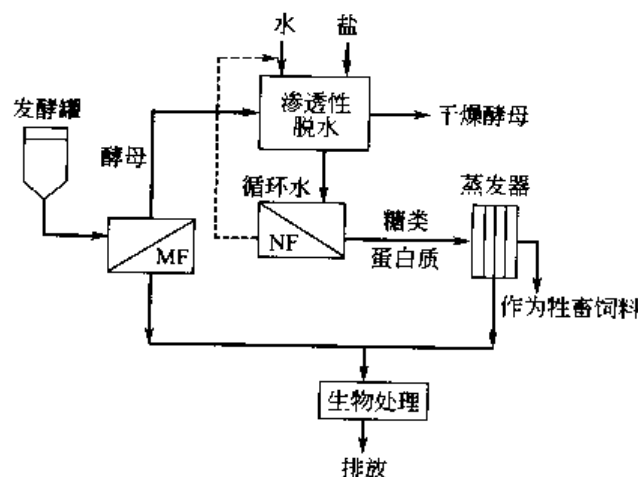 水
盐
发酵罐
渗透性
脱水
干燥酵母
酵母
循环水
蒸发器
糖类
MF
NF
蛋白质
作为牲畜饲料
生物处理
排放